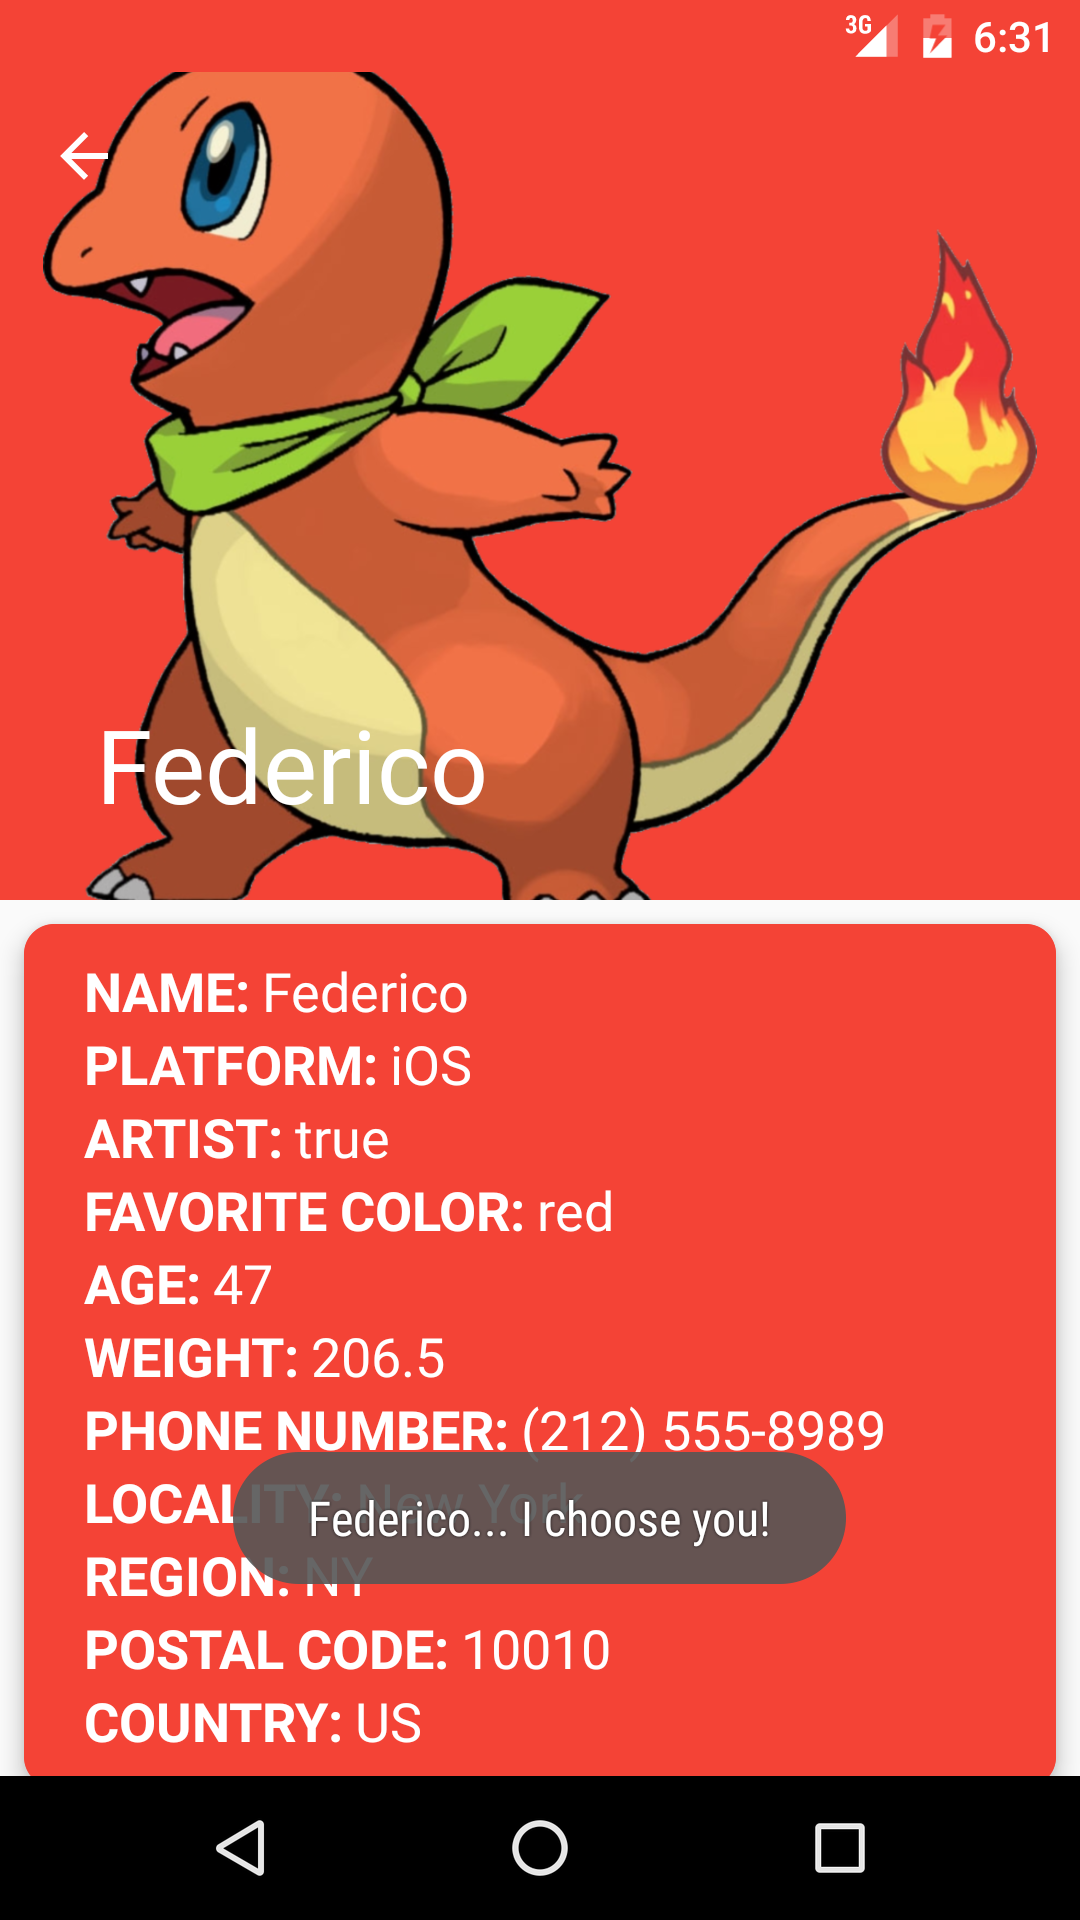 3G 6:31
Federico
NAME: Federico
PLATFORM: iOS
ARTIST: true
FAVORITE COLOR: red
AGE: 47
WEIGHT: 206.5
PHONE NUMBER: (212) 555-8989
LOCALITY: New York
Federico... I choose you!
REGION: NY
POSTAL CODE: 10010
COUNTRY: US